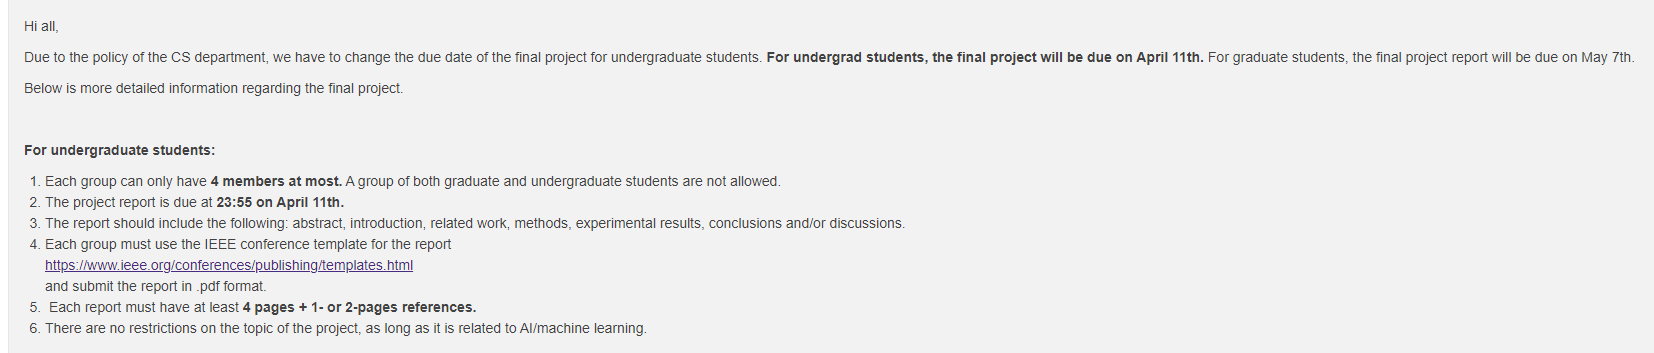 Hi all,
Due to the policy of the CS department, we have to change the due date of the final project for undergraduate students. For undergrad students, the final project will be due on April 11th. For graduate students, the final project report will be due on May 7th.
Below is more detailed information regarding the final project.
For undergraduate students:
1. Each group can only have 4 members at most. A group of both graduate and undergraduate students are not allowed.
2. The project report is due at 23:55 on April 11th.
3. The report should include the following: abstract, introduction, related work, methods, experimental results, conclusions and/or discussions.
4. Each group must use the IEEE conference template for the report
https://www.ieee.org/conferences/publishing/templates.html
and submit the report in .pdf format.
5. Each report must have at least 4 pages + 1- or 2-pages references.
6. There are no restrictions on the topic of the project, as long as it is related to AI/machine learning.